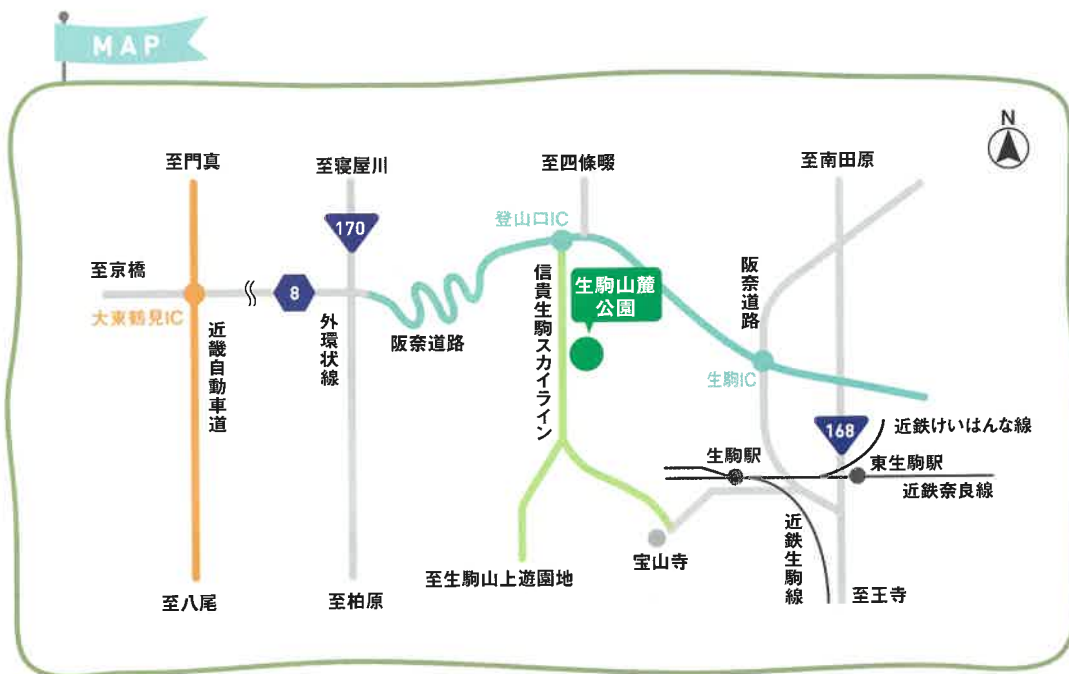 MAP
N
至門真
至寝屋川
至四條畷
至南田原
登山口IC
170
至京橋
8
生駒山麓
公園
信貴生駒スカイライン
阪奈道路
大東鶴見IC
近畿自動車道
外環状線
阪奈道路
生駒IC
168
近鉄けいはんな線
生駒駅
東生駒駅
近鉄奈良線
近鉄生駒線
宝山寺
至生駒山上遊園地
至八尾
至柏原
至王寺